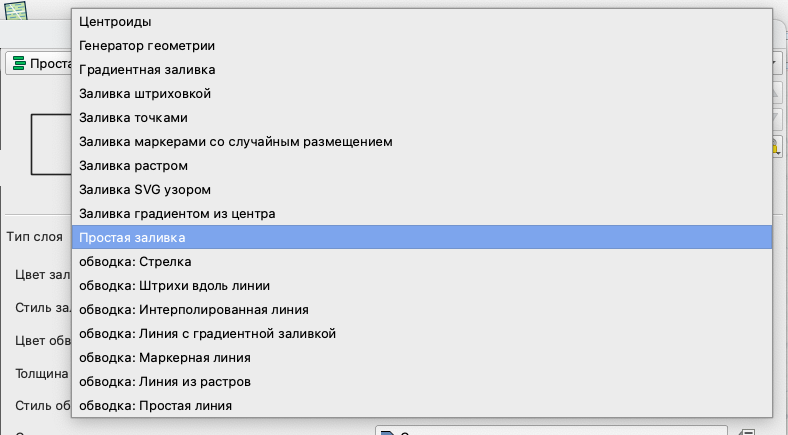 Центроиды
Генератор геометрии
Проста
Градиентная заливка
Заливка штриховкой
Заливка точками
Заливка маркерами со случайным размещением
Заливка растром
Заливка SVG узором
Заливка градиентом из центра
Тип слоя
Простая заливка
обводка: Стрелка
Цвет зал
обводка: Штрихи вдоль линии
Стиль за
обводка: Интерполированная линия
обводка: Линия с градиентной заливкой
Цвет обв
обводка: Маркерная линия
Толщина
обводка: Линия из растров
обводка: Простая линия
Стиль об